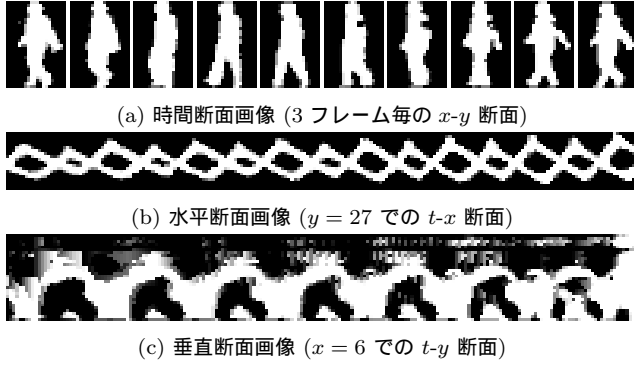 (a) 時間断面画像 (3 フレーム毎の x-y 断面)
(b) 水平断面画像 (y = 27 での t-x 断面)
(c) 垂直断面画像 (x = 6 での t-y 断面)